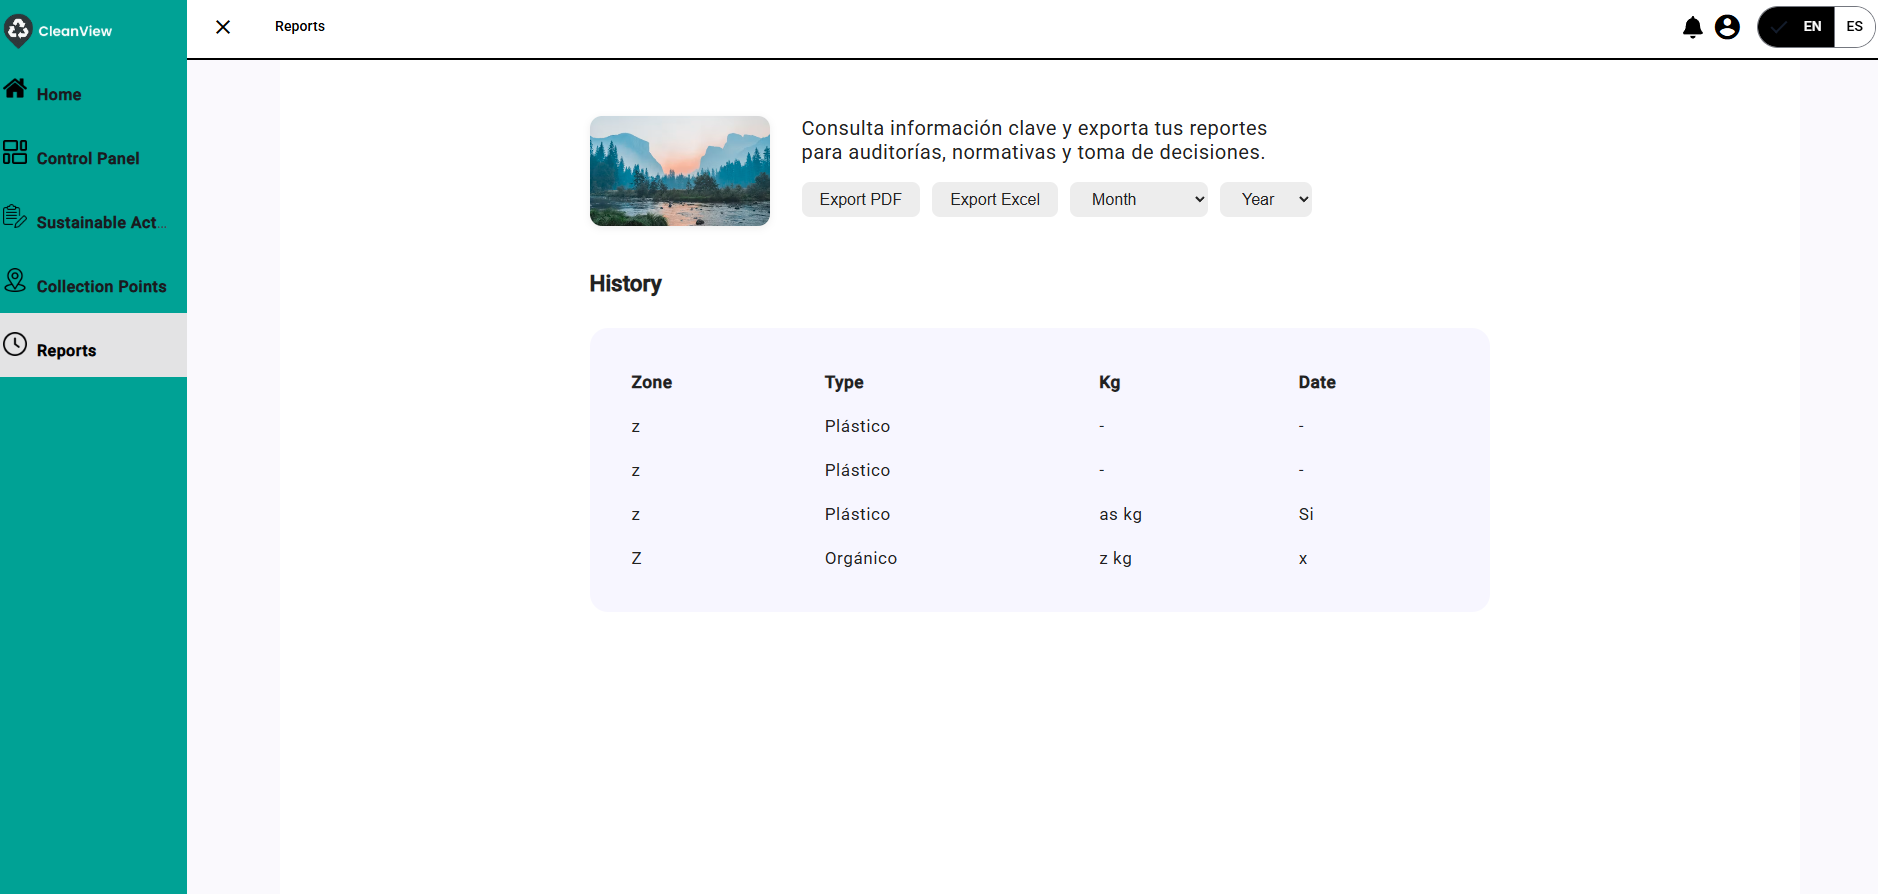 CleanView
Reports
EN
ES
Home
Control Panel
Sustainable Act...
Collection Points
Reports
Consulta información clave y exporta tus reportes
para auditorías, normativas y toma de decisiones.
Export PDF
Export Excel
Month
Year
History
Zone Type Kg Date
z Plástico - -
z Plástico - -
z Plástico as kg Si
Z Orgánico z kg x